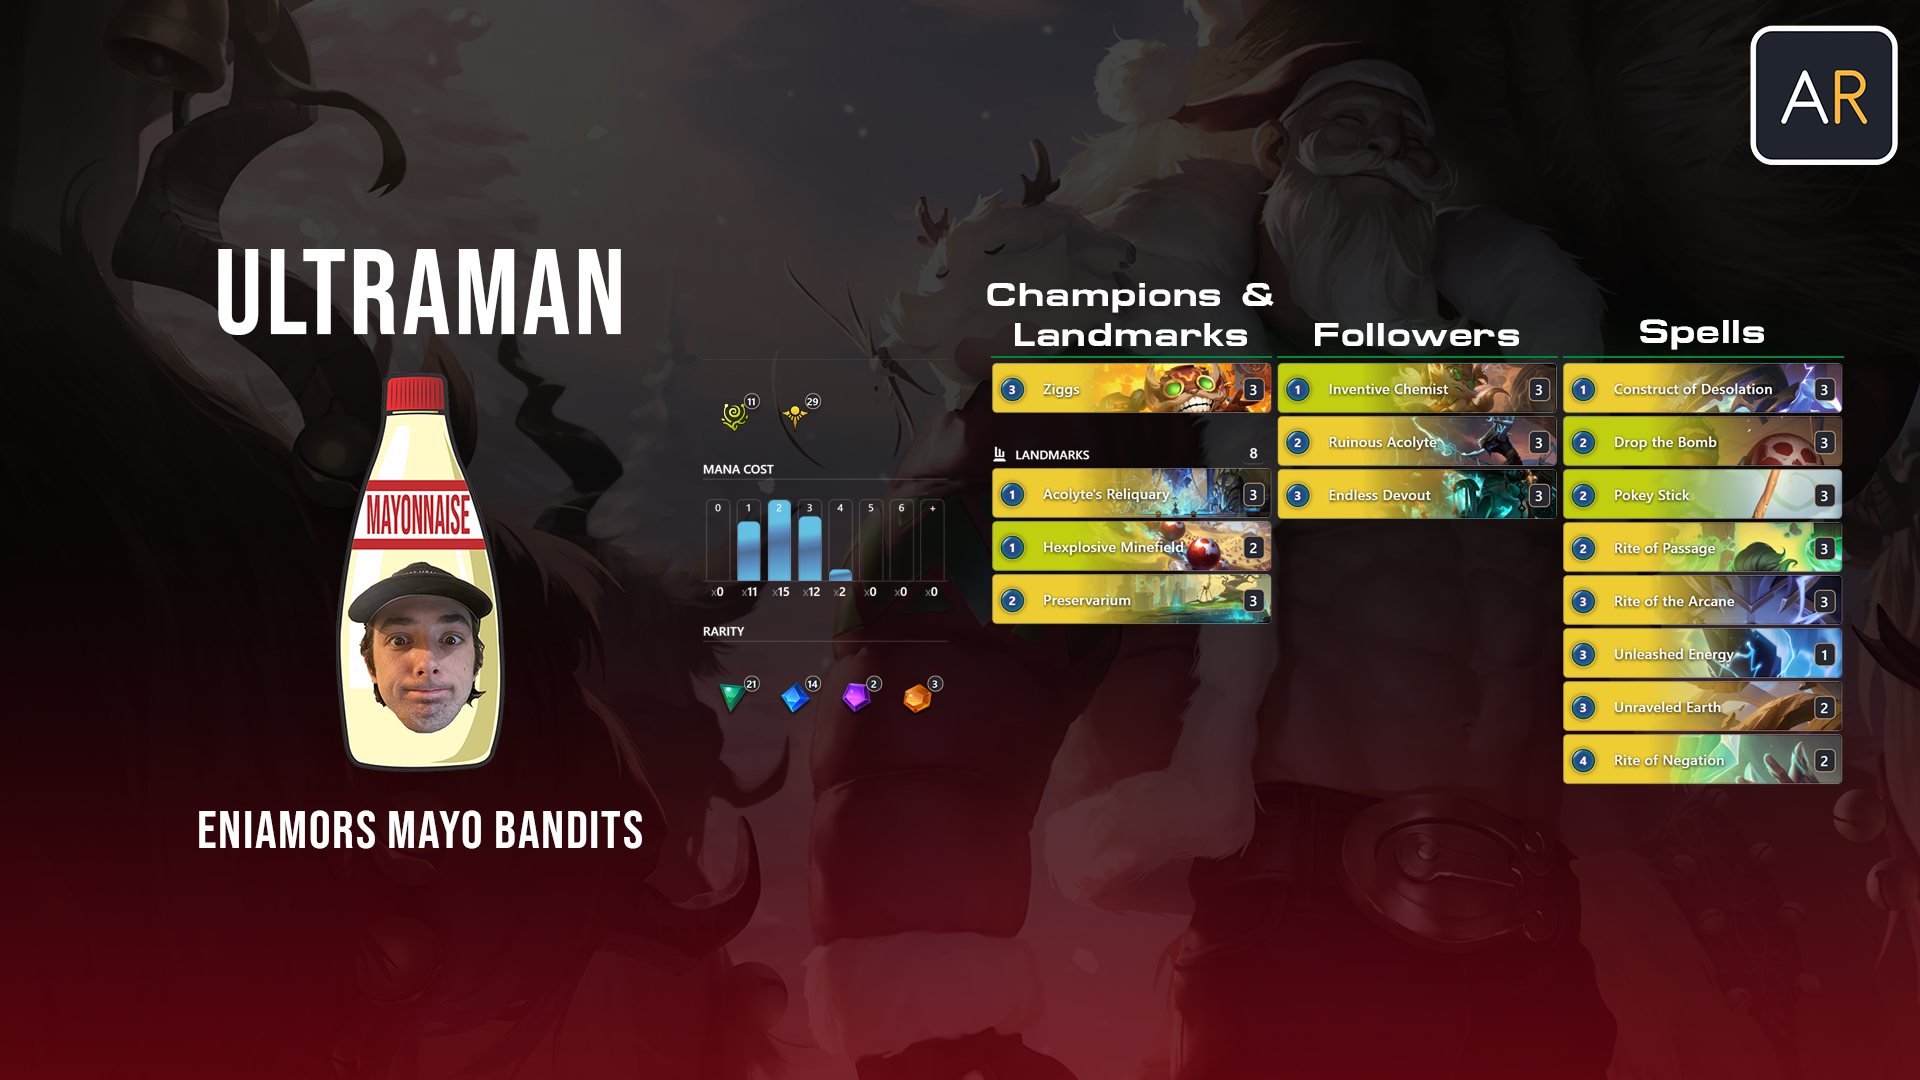 AR
ULTRAMAN
MAYONNAISE
ENIAMORS MAYO BANDITS
11
29
MANA COST
0 1 2 3 4 5 6 +
x0 x11 x15 x12 x2 x0 x0 x0
RARITY
21 14 2 3
Champions &
Landmarks
3 Ziggs 3
LANDMARKS 8
1 Acolyte's Reliquary 3
1 Hexplosive Minefield 2
2 Preservarium 3
Followers
1 Inventive Chemist 3
2 Ruinous Acolyte 3
3 Endless Devout 3
Spells
1 Construct of Desolation 3
2 Drop the Bomb 3
2 Pokey Stick 3
2 Rite of Passage 3
3 Rite of the Arcane 3
3 Unleashed Energy 1
3 Unraveled Earth 2
4 Rite of Negation 2